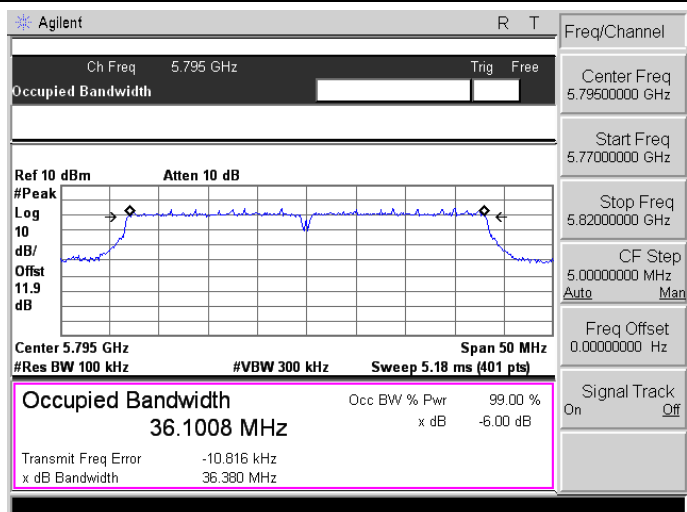 Agilent R T
Ch Freq 5.795 GHz Trig Free
Occupied Bandwidth
Ref 10 dBm Atten 10 dB
#Peak
Log
10
dB/
Offst
11.9
dB
Center 5.795 GHz Span 50 MHz
#Res BW 100 kHz #VBW 300 kHz Sweep 5.18 ms (401 pts)
Occupied Bandwidth
36.1008 MHz
Occ BW % Pwr 99.00 %
x dB -6.00 dB
Transmit Freq Error -10.816 kHz
x dB Bandwidth 36.380 MHz
Freq/Channel
Center Freq
5.79500000 GHz
Start Freq
5.77000000 GHz
Stop Freq
5.82000000 GHz
CF Step
5.00000000 MHz
Auto Man
Freq Offset
0.00000000 Hz
Signal Track
On Off